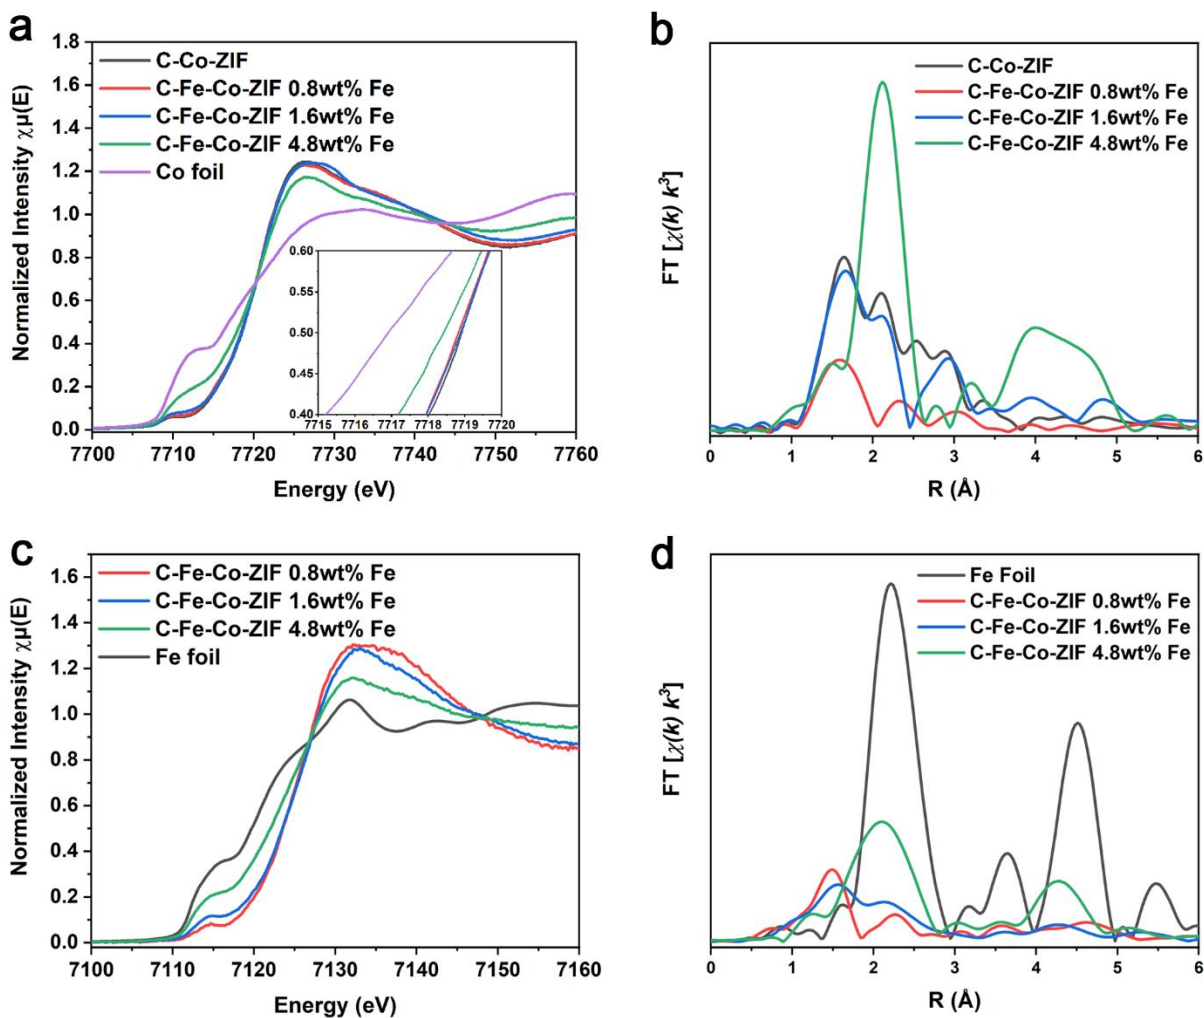 a
1.8
1.6
1.4
1.2
1.0
0.8
0.6
0.4
0.2
0.0
Normalized Intensity χμ(E)
C-Co-ZIF
C-Fe-Co-ZIF 0.8wt% Fe
C-Fe-Co-ZIF 1.6wt% Fe
C-Fe-Co-ZIF 4.8wt% Fe
Co foil
0.60
0.55
0.50
0.45
0.40
7715 7716 7717 7718 7719 7720
7700 7720 7740 7760
Energy (eV)
b
FT [χ(k) k³]
C-Co-ZIF
C-Fe-Co-ZIF 0.8wt% Fe
C-Fe-Co-ZIF 1.6wt% Fe
C-Fe-Co-ZIF 4.8wt% Fe
0 1 2 3 4 5 6
R (Å)
c
1.6
1.4
1.2
1.0
0.8
0.6
0.4
0.2
0.0
Normalized Intensity χμ(E)
C-Fe-Co-ZIF 0.8wt% Fe
C-Fe-Co-ZIF 1.6wt% Fe
C-Fe-Co-ZIF 4.8wt% Fe
Fe foil
7100 7110 7120 7130 7140 7150 7160
Energy (eV)
d
FT [χ(k) k³]
Fe Foil
C-Fe-Co-ZIF 0.8wt% Fe
C-Fe-Co-ZIF 1.6wt% Fe
C-Fe-Co-ZIF 4.8wt% Fe
0 1 2 3 4 5 6
R (Å)